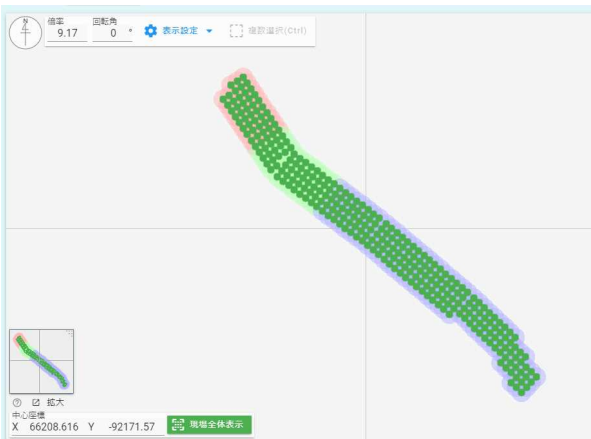 N
倍率 回転角
9.17 0 ° 表示設定 複数選択(Ctrl)
拡大
中心座標
X 66208.616 Y -92171.57 現場全体表示